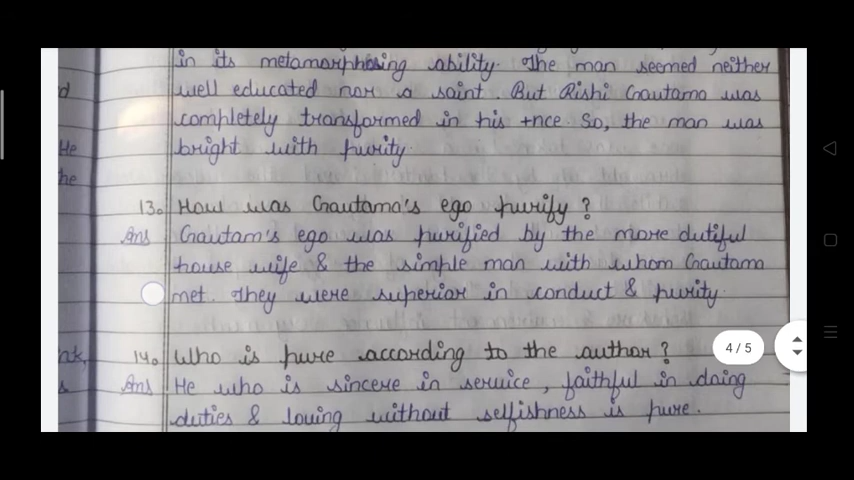 in its metamorphosing ability. The man seemed neither
d well educated nor a saint. But Rishi Gautama was
completely transformed in his +nce. So, the man was
He bright with purity.
he
13. How was Gautama's ego purify ?
Ans Gautam's ego was purified by the more dutiful
house wife & the simple man with whom Gautama
met. They were superior in conduct & purity.
14. Who is pure according to the author ?
4 / 5
Ans He who is sincere in service, faithful in doing
s duties & loving without selfishness is pure.